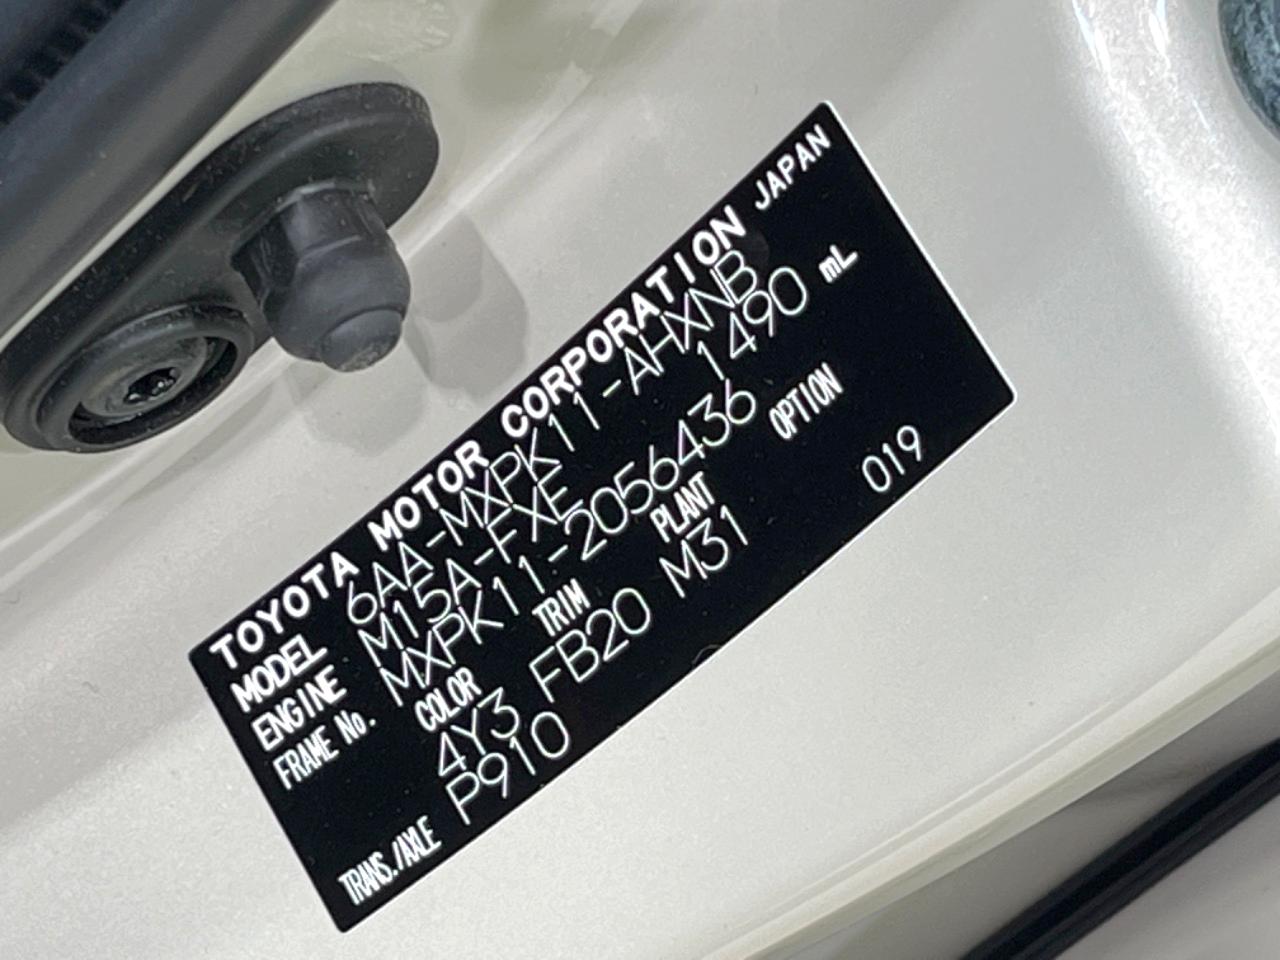 TOYOTA MOTOR CORPORATION JAPAN
MODEL 6AA-MXPK11-AHXNB
ENGINE M15A-FXE 1490 mL
FRAME No. MXPK11-2056436
COLOR TRIM PLANT OPTION
4Y3 FB20 M31 019
TRANS./AXLE P910